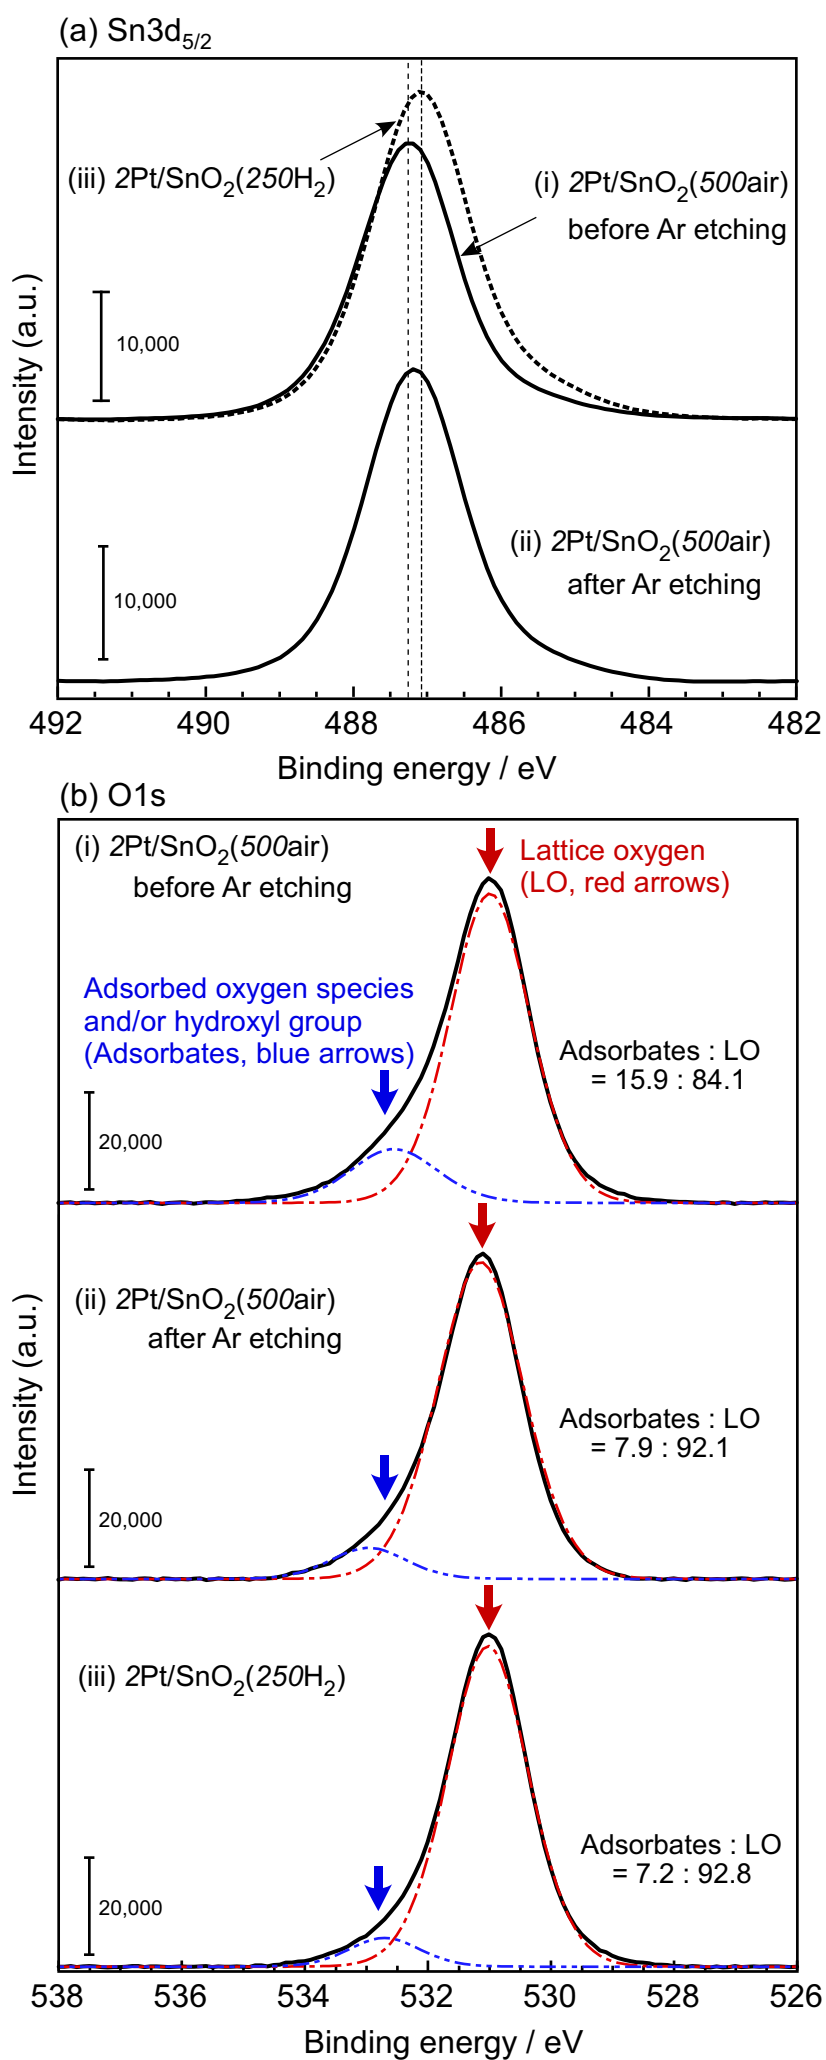 (a) Sn3d5/2
(iii) 2Pt/SnO2(250H2)
(i) 2Pt/SnO2(500air)
before Ar etching
10,000
(ii) 2Pt/SnO2(500air)
after Ar etching
10,000
Intensity (a.u.)
492 490 488 486 484 482
Binding energy / eV
(b) O1s
(i) 2Pt/SnO2(500air)
before Ar etching
Lattice oxygen
(LO, red arrows)
Adsorbed oxygen species
and/or hydroxyl group
(Adsorbates, blue arrows)
Adsorbates : LO
= 15.9 : 84.1
20,000
(ii) 2Pt/SnO2(500air)
after Ar etching
Adsorbates : LO
= 7.9 : 92.1
20,000
Intensity (a.u.)
(iii) 2Pt/SnO2(250H2)
Adsorbates : LO
= 7.2 : 92.8
20,000
538 536 534 532 530 528 526
Binding energy / eV